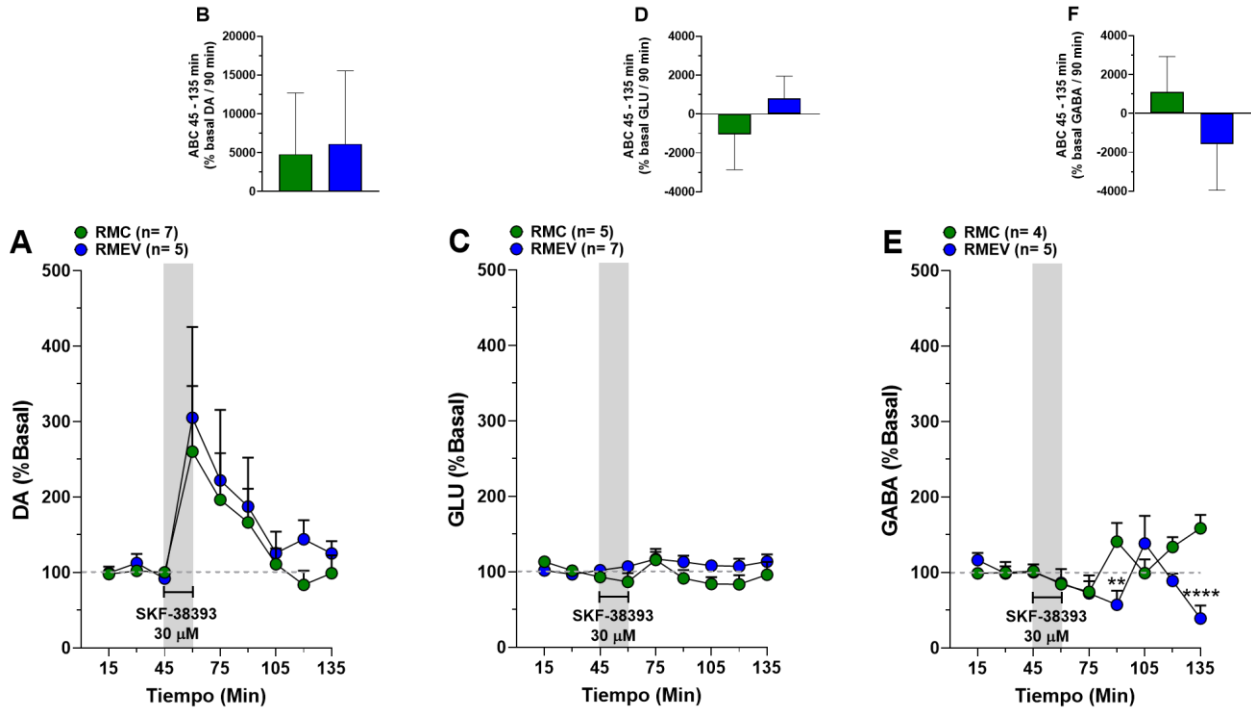 B
ABC 45 - 135 min
(% basal DA / 90 min)
20000
15000
10000
5000
0
D
ABC 45 - 135 min
(% basal GLU / 90 min)
4000
2000
0
-2000
-4000
F
ABC 45 - 135 min
(% basal GABA / 90 min)
4000
2000
0
-2000
-4000
A
RMC (n= 7)
RMEV (n= 5)
DA (%Basal)
500
400
300
200
100
0
SKF-38393
30 μM
15 45 75 105 135
Tiempo (Min)
C
RMC (n= 5)
RMEV (n= 7)
GLU (%Basal)
500
400
300
200
100
0
SKF-38393
30 μM
15 45 75 105 135
Tiempo (Min)
E
RMC (n= 4)
RMEV (n= 5)
GABA (%Basal)
500
400
300
200
100
0
**
****
SKF-38393
30 μM
15 45 75 105 135
Tiempo (Min)